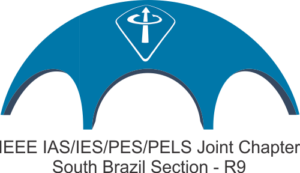 IEEE IAS/IES/PES/PELS Joint Chapter
South Brazil Section - R9